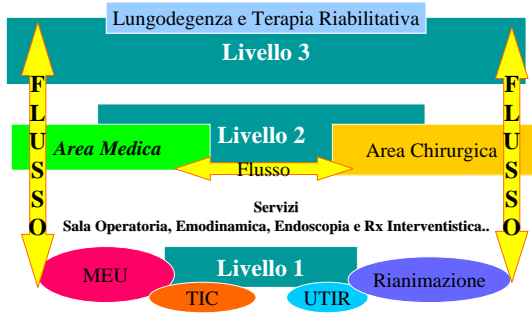 Lungodegenza e Terapia Riabilitativa
Livello 3
FLUSSO
FLUSSO
Livello 2
Area Medica
Area Chirurgica
Flusso
Servizi
Sala Operatoria, Emodinamica, Endoscopia e Rx Interventistica..
Livello 1
MEU
Rianimazione
TIC
UTIR